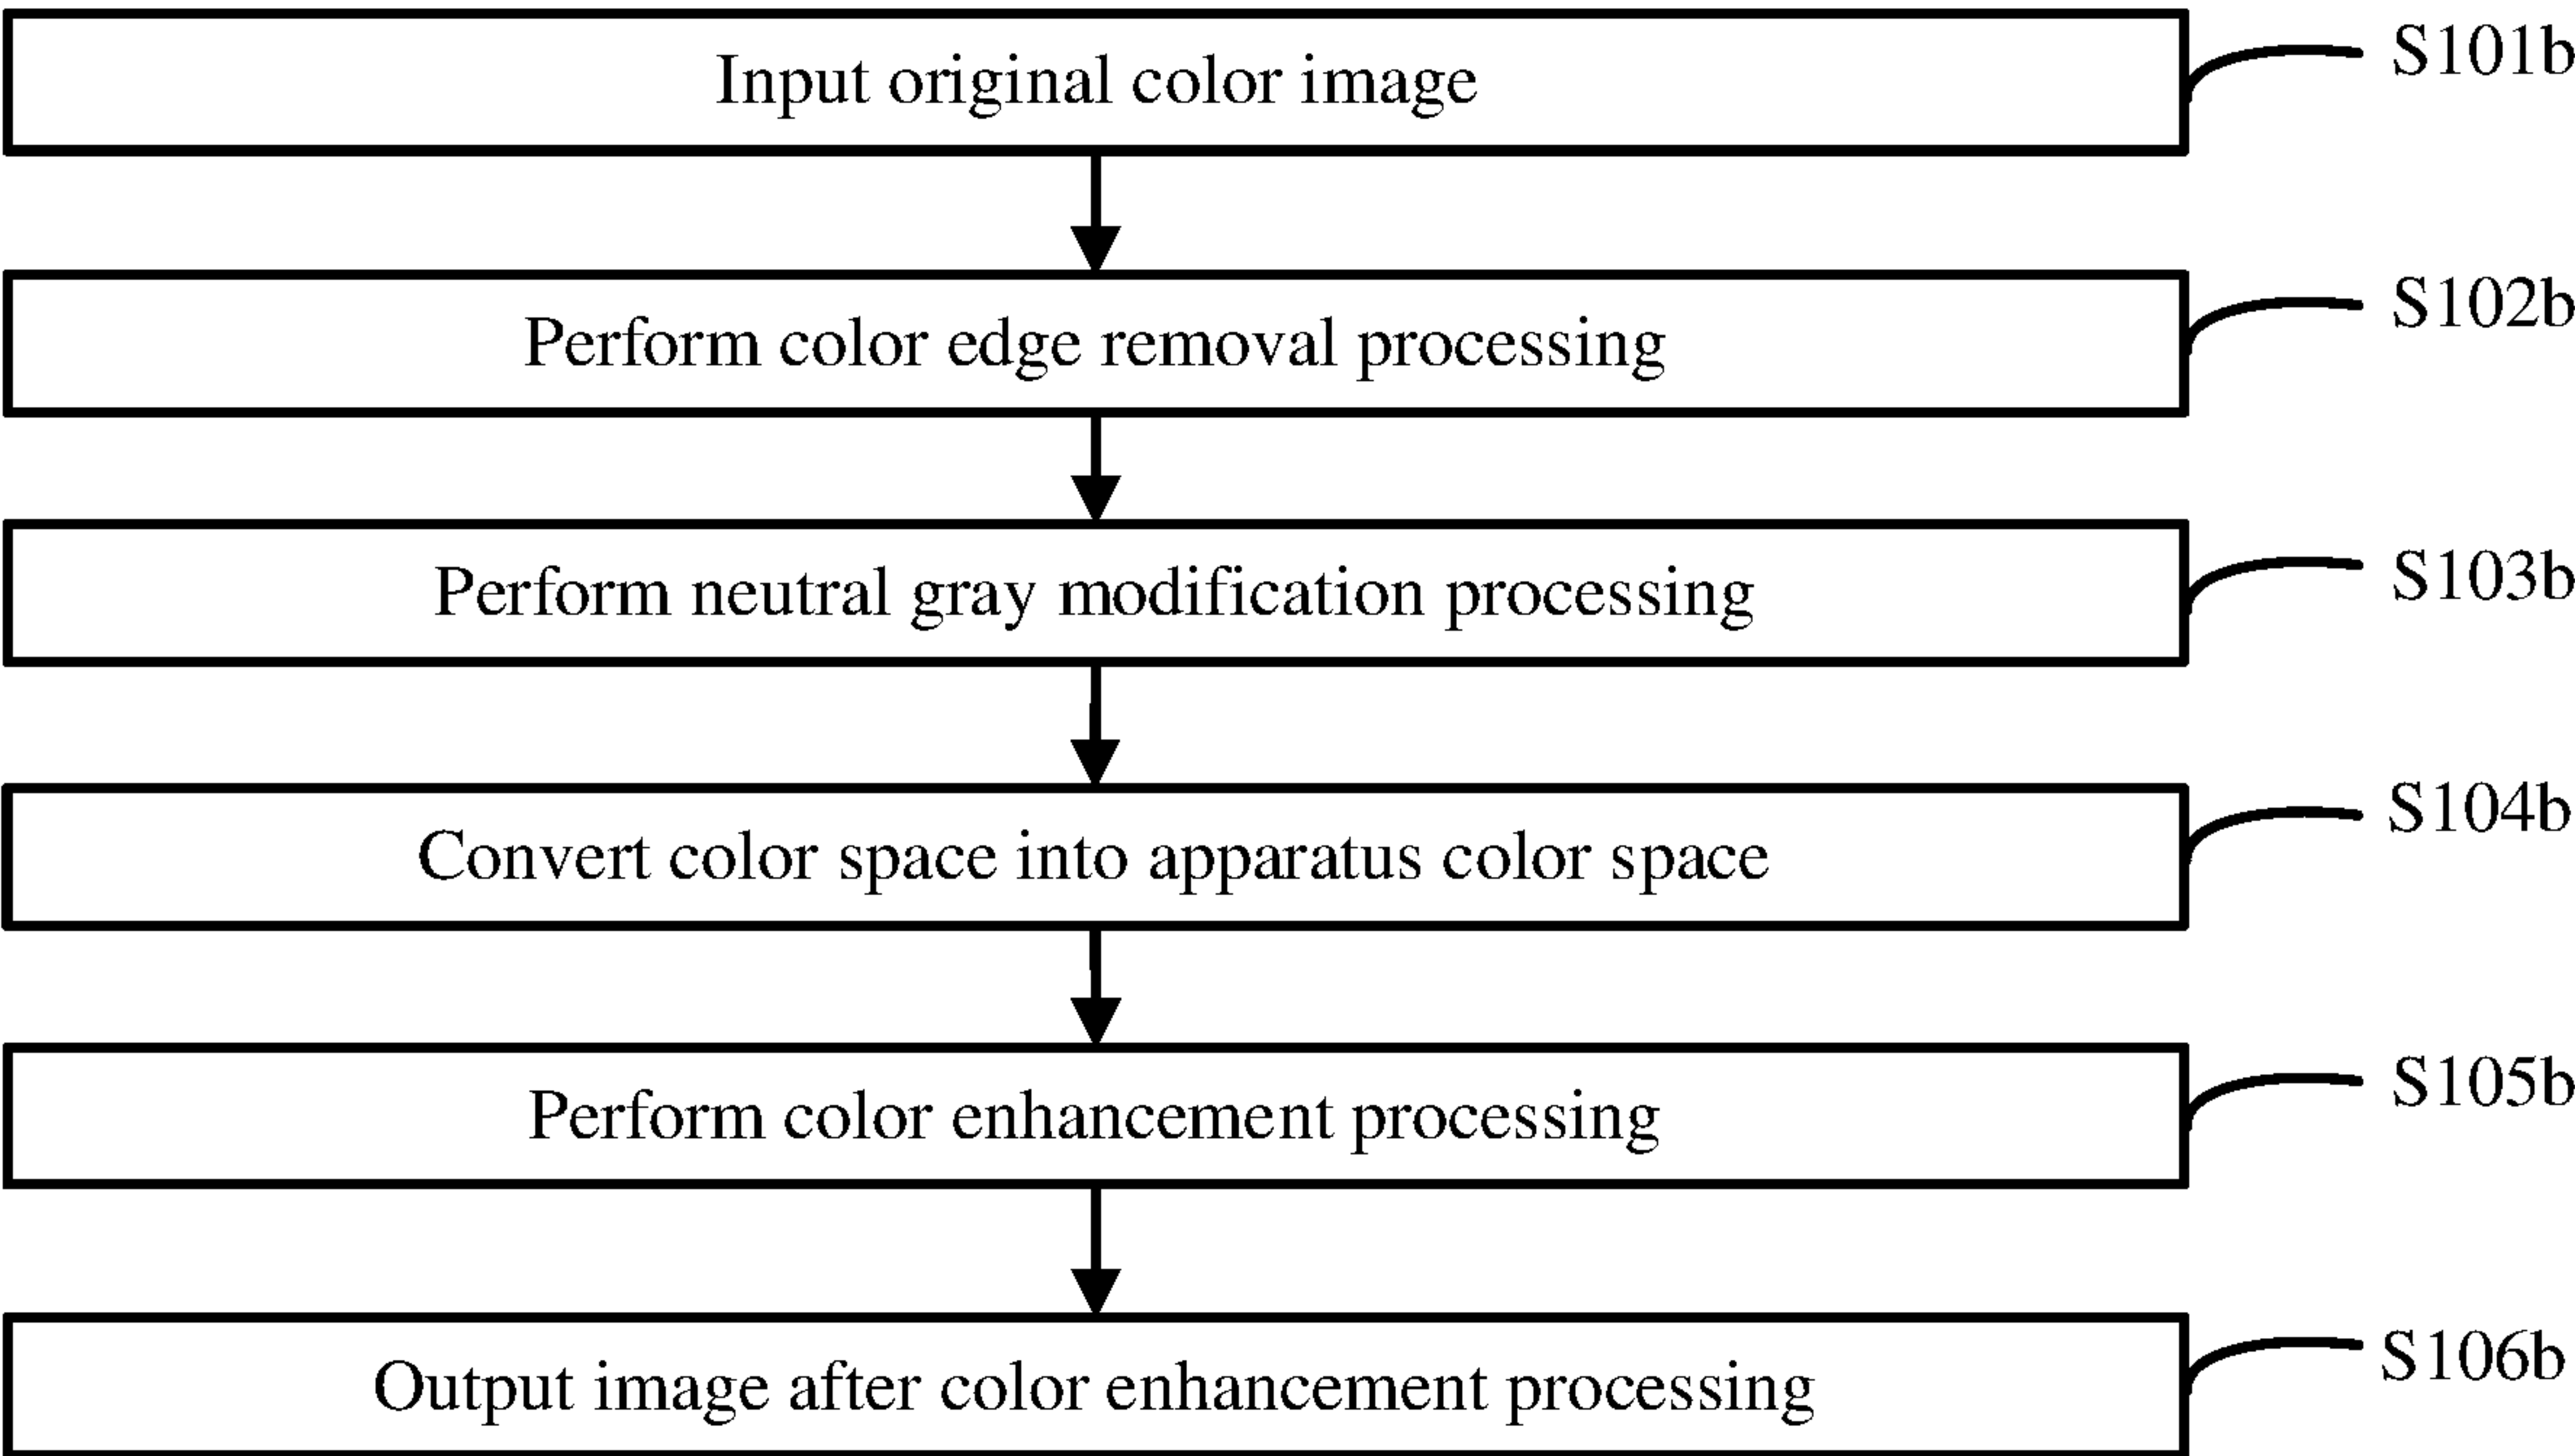 Input original color image
S101b
Perform color edge removal processing
S102b
Perform neutral gray modification processing
S103b
Convert color space into apparatus color space
S104b
Perform color enhancement processing
S105b
Output image after color enhancement processing
S106b